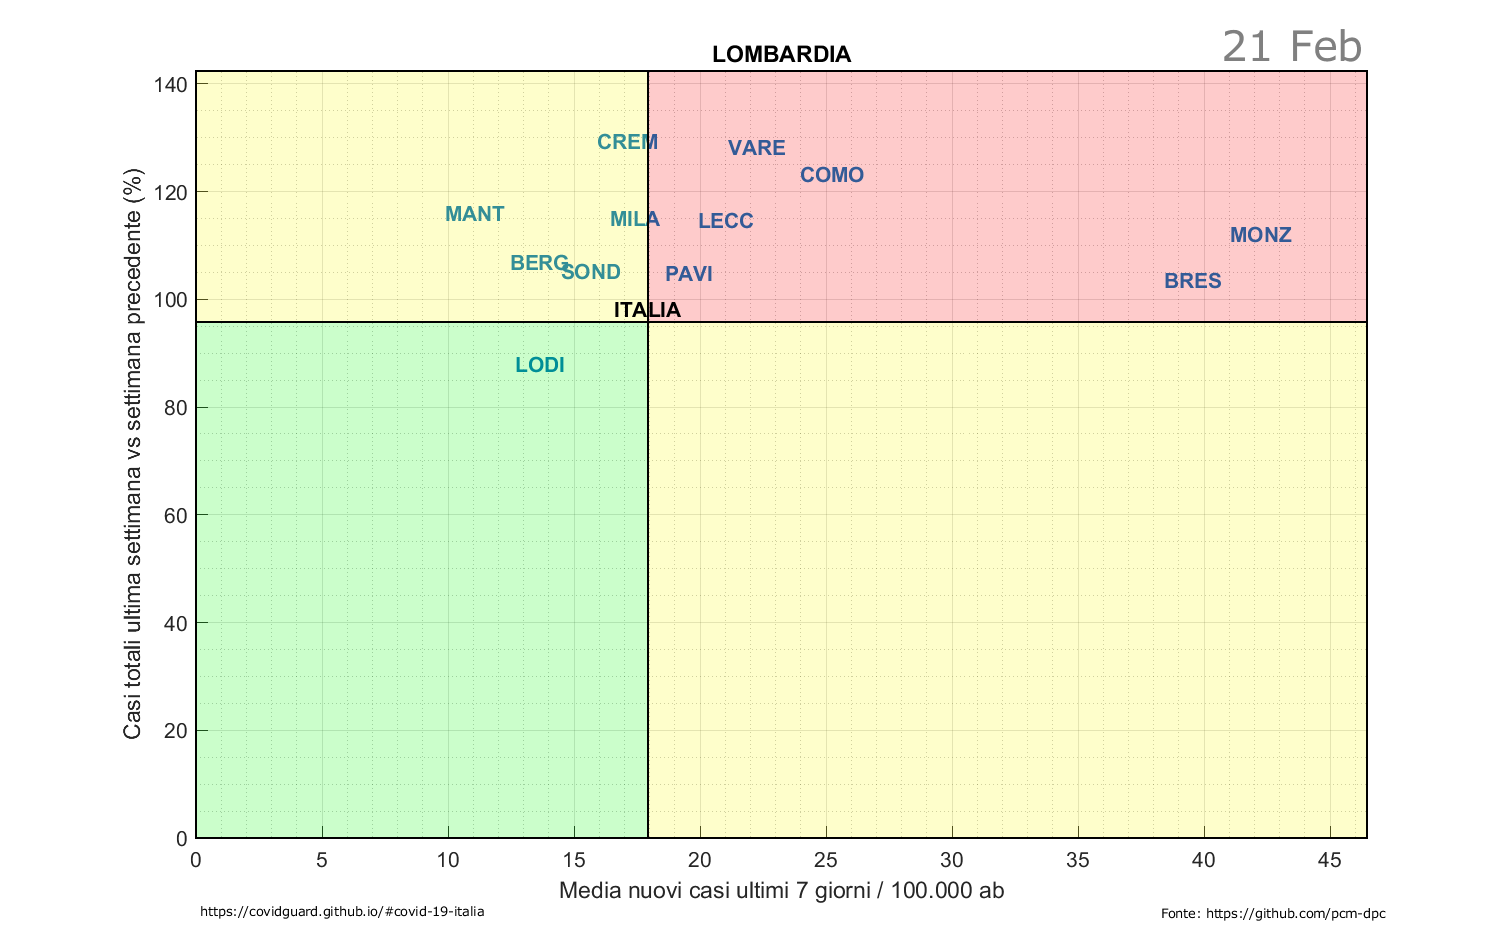 21 Feb
LOMBARDIA
140
120
100
80
60
40
20
0
Casi totali ultima settimana vs settimana precedente (%)
CREM
VARE
COMO
MANT
MILA
LECC
MONZ
BERG
SOND
PAVI
BRES
ITALIA
LODI
0 5 10 15 20 25 30 35 40 45
Media nuovi casi ultimi 7 giorni / 100.000 ab
https://covidguard.github.io/#covid-19-italia
Fonte: https://github.com/pcm-dpc